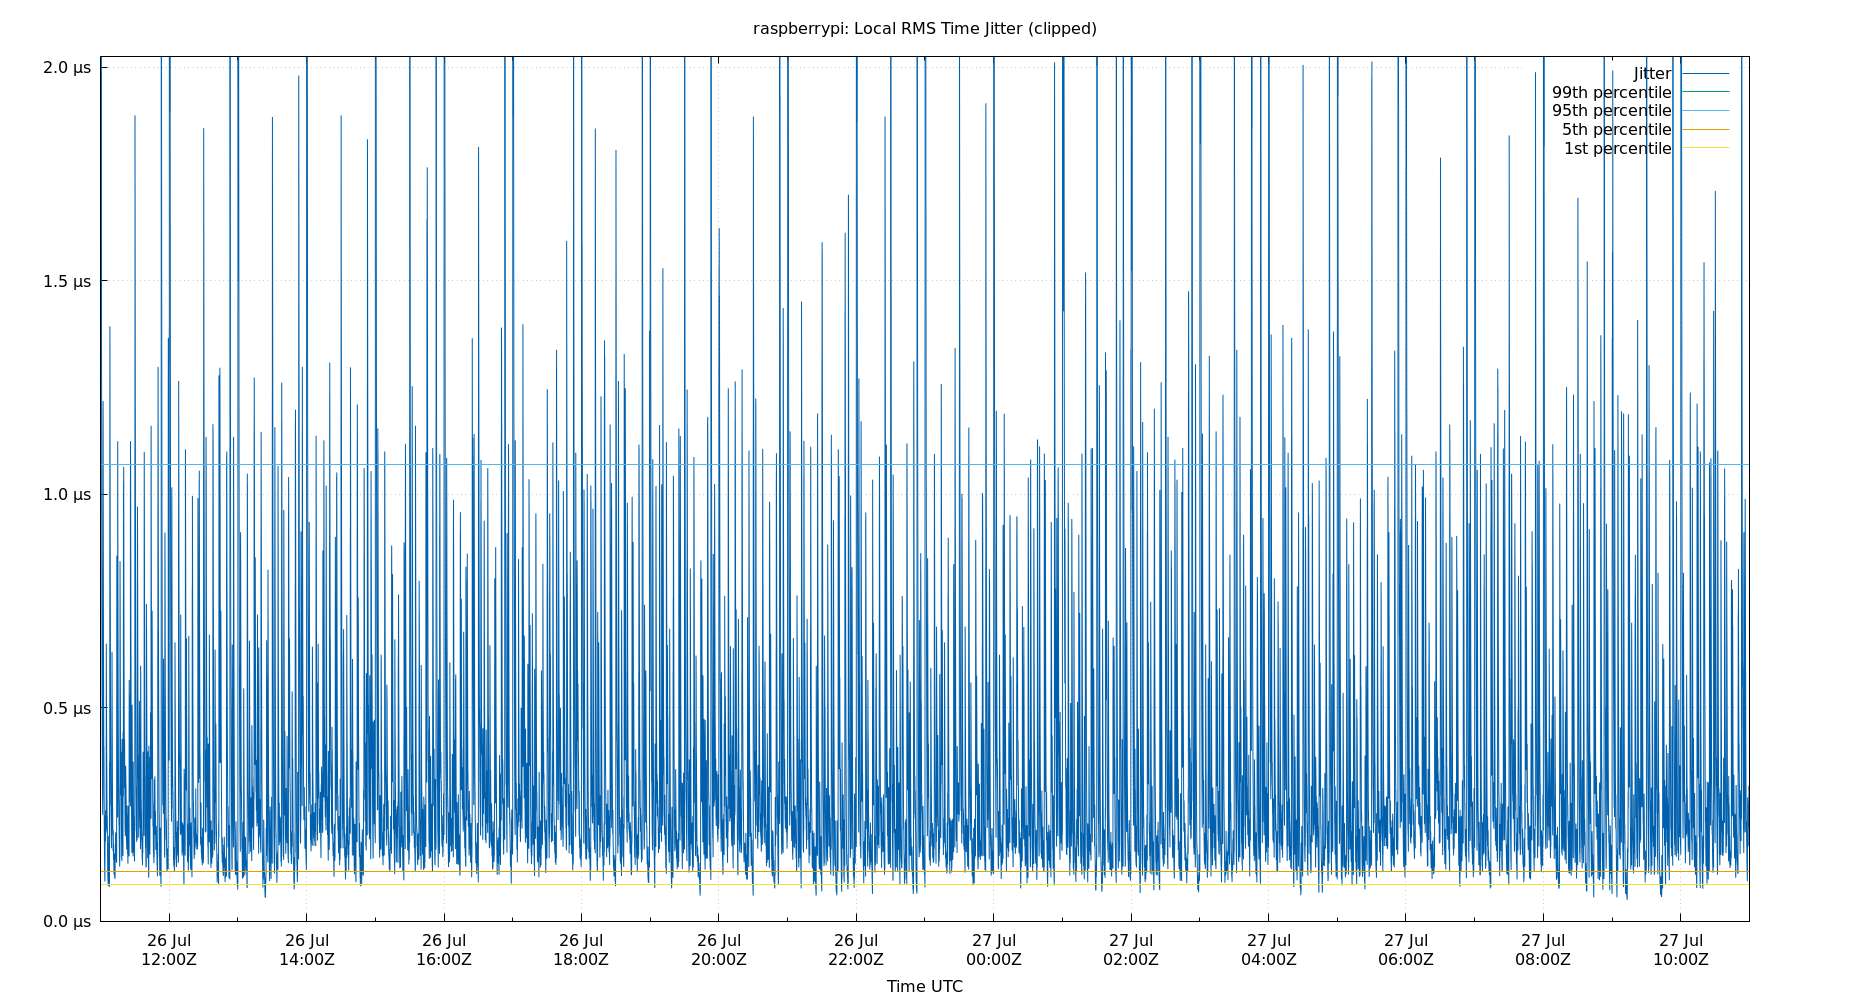 raspberrypi: Local RMS Time Jitter (clipped)
2.0 µs
1.5 µs
1.0 µs
0.5 µs
0.0 µs
Jitter
99th percentile
95th percentile
5th percentile
1st percentile
26 Jul 26 Jul 26 Jul 26 Jul 26 Jul 26 Jul 27 Jul 27 Jul 27 Jul 27 Jul 27 Jul 27 Jul
12:00Z 14:00Z 16:00Z 18:00Z 20:00Z 22:00Z 00:00Z 02:00Z 04:00Z 06:00Z 08:00Z 10:00Z
Time UTC